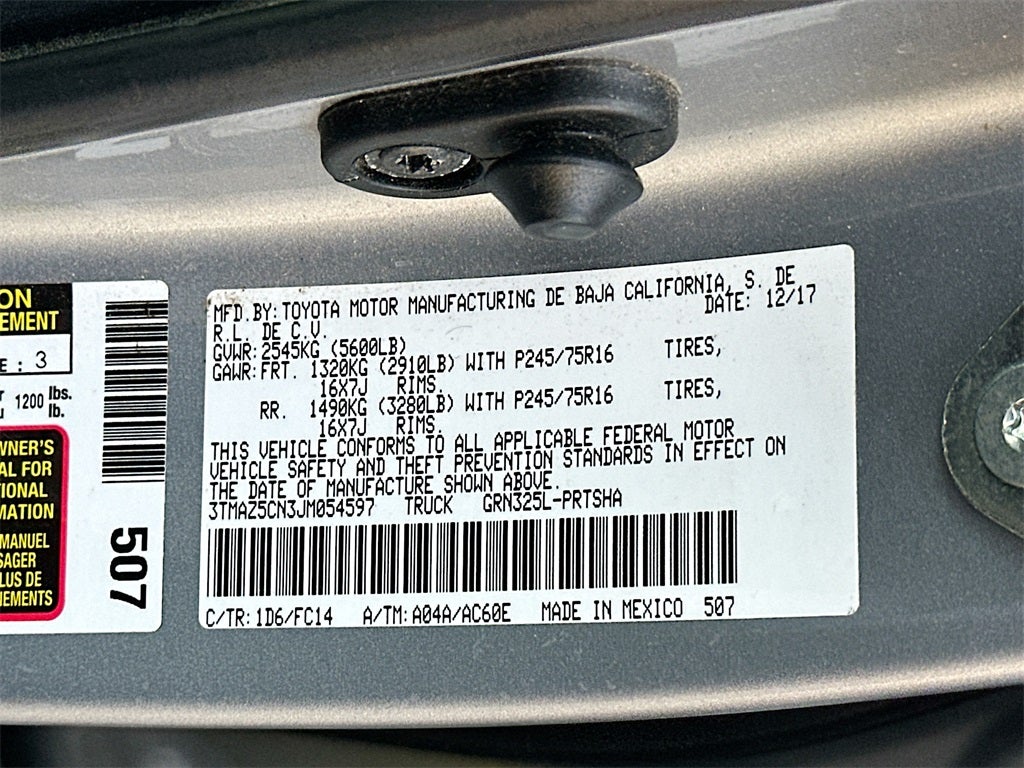 ON
EMENT
E : 3
1200 lbs.
lb.
WNER'S
AL FOR
TIONAL
MATION
MANUEL
SAGER
LUS DE
NEMENTS
507
MFD.BY: TOYOTA MOTOR MANUFACTURING DE BAJA CALIFORNIA, S. DE
R.L. DE C.V. DATE: 12/17
GVWR: 2545KG (5600LB)
GAWR: FRT. 1320KG (2910LB) WITH P245/75R16 TIRES,
16X7J RIMS.
RR. 1490KG (3280LB) WITH P245/75R16 TIRES,
16X7J RIMS.
THIS VEHICLE CONFORMS TO ALL APPLICABLE FEDERAL MOTOR
VEHICLE SAFETY AND THEFT PREVENTION STANDARDS IN EFFECT ON
THE DATE OF MANUFACTURE SHOWN ABOVE.
3TMAZ5CN3JM054597 TRUCK GRN325L-PRTSHA
C/TR: 1D6/FC14 A/TM: A04A/AC60E MADE IN MEXICO 507